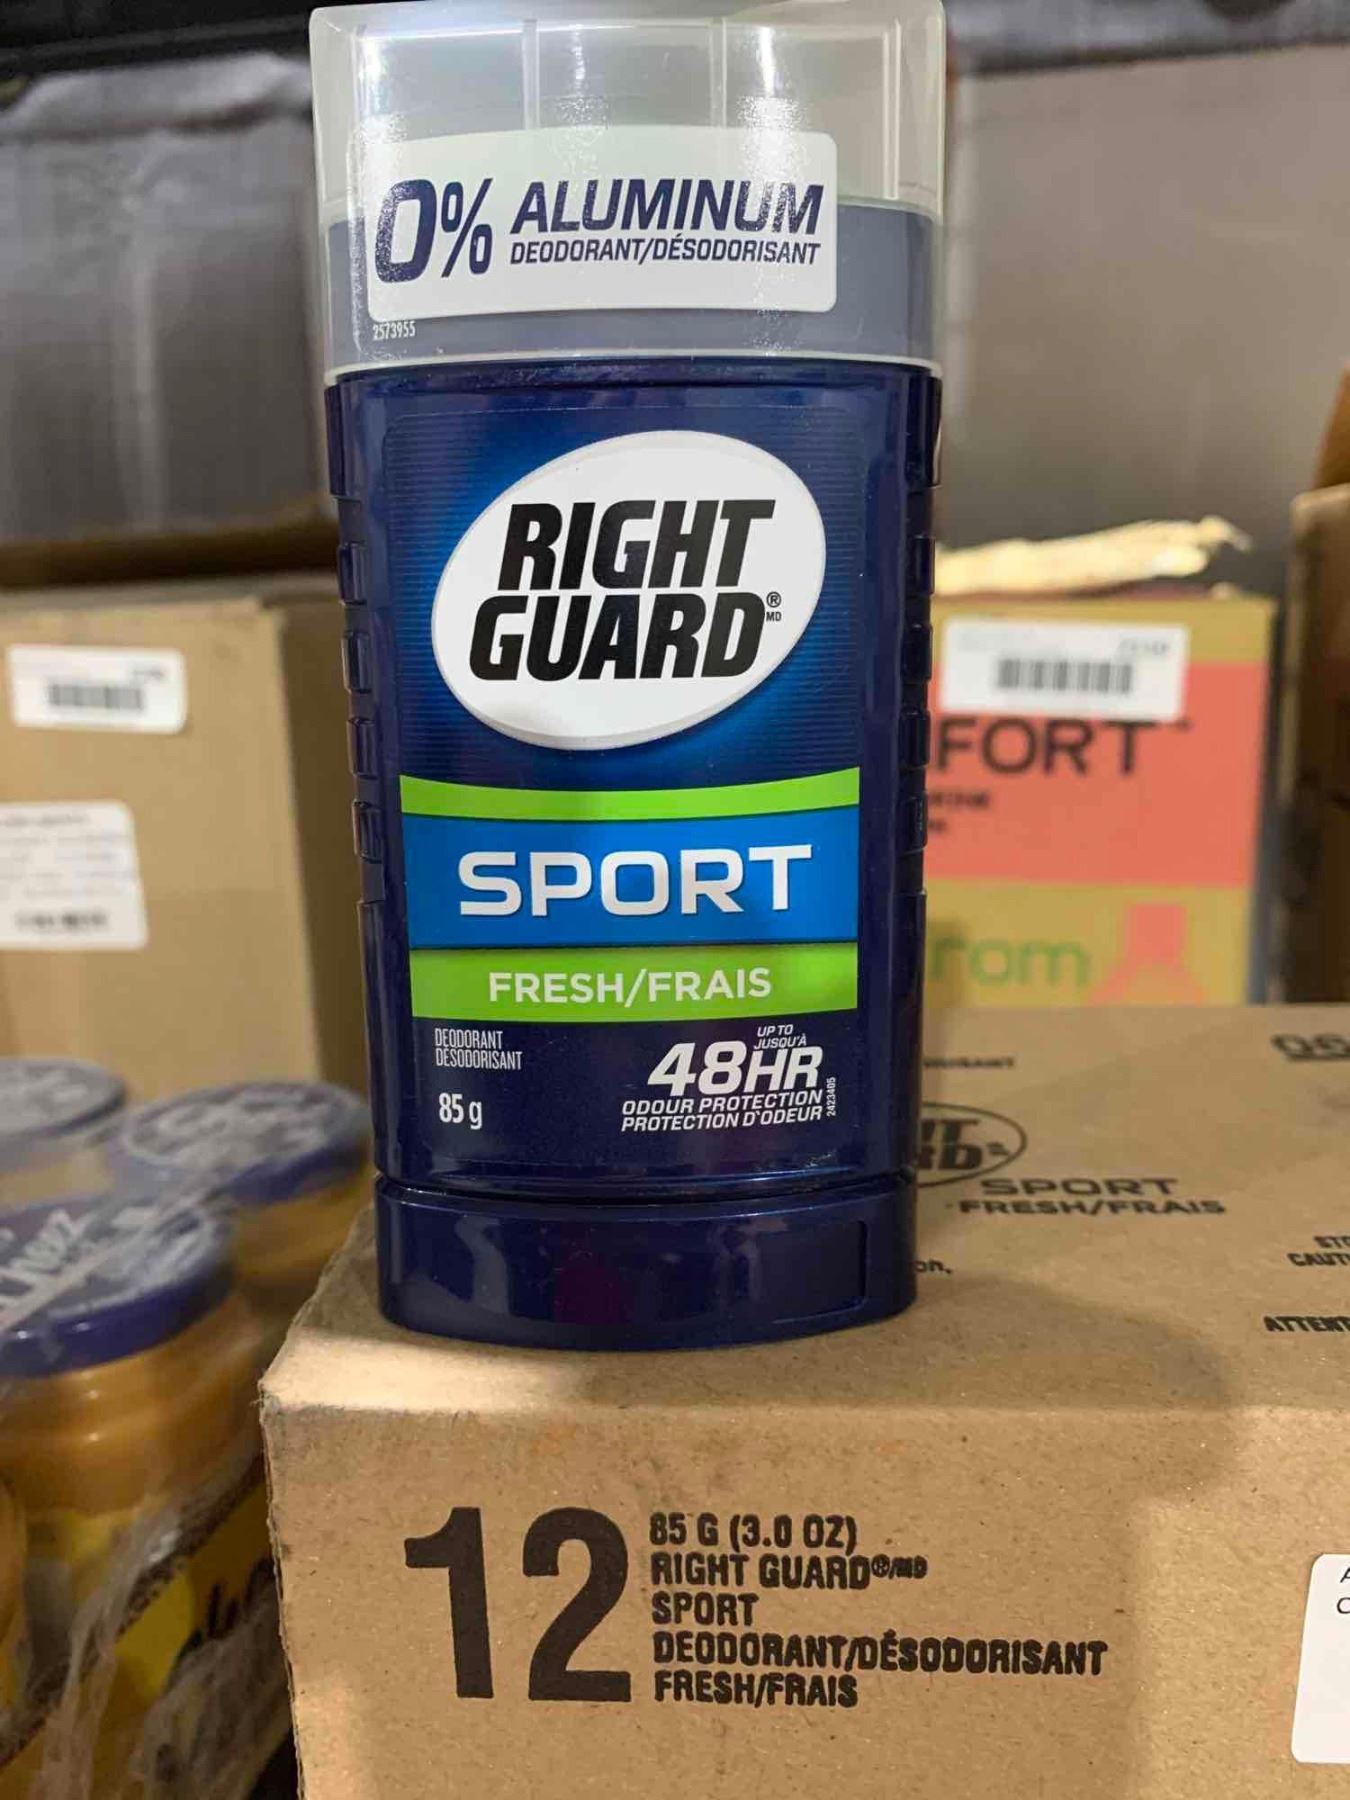 0% ALUMINUM
DEODORANT/DÉSODORISANT
2573955
RIGHT
GUARD®
MD
SPORT
FRESH/FRAIS
DEODORANT
DÉSODORISANT
85 g
UP TO
JUSQU'À
48HR
ODOUR PROTECTION
PROTECTION D'ODEUR
2423405
FORT
rom
SPORT
FRESH/FRAIS
12
85 G (3.0 OZ)
RIGHT GUARD®/MD
SPORT
DEODORANT/DÉSODORISANT
FRESH/FRAIS